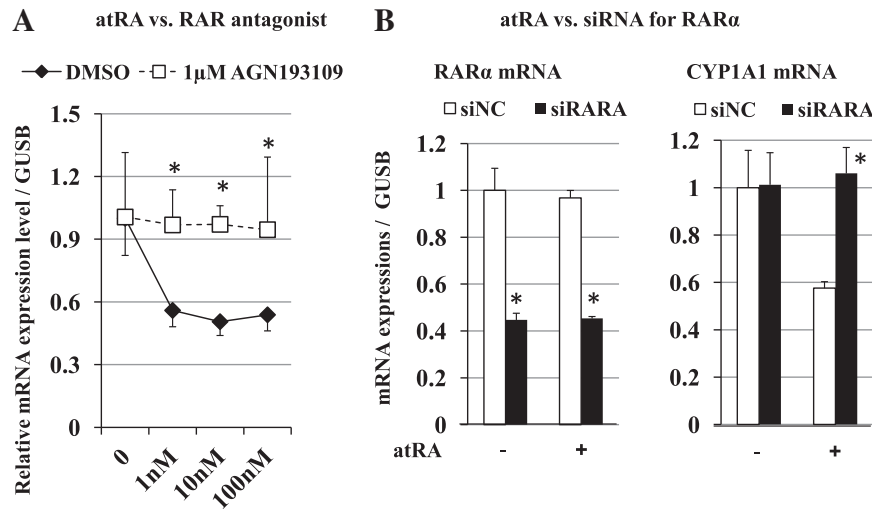 A atRA vs. RAR antagonist
DMSO 1μM AGN193109
Relative mRNA expression level / GUSB
1.5
1.2
0.9
0.6
0.3
0
* * *
0 1nM 10nM 100nM
B atRA vs. siRNA for RARα
RARα mRNA
siNC siRARA
mRNA expressions / GUSB
1.2
1
0.8
0.6
0.4
0.2
0
* *
atRA - +
CYP1A1 mRNA
siNC siRARA
1.2
1
0.8
0.6
0.4
0.2
0
*
- +